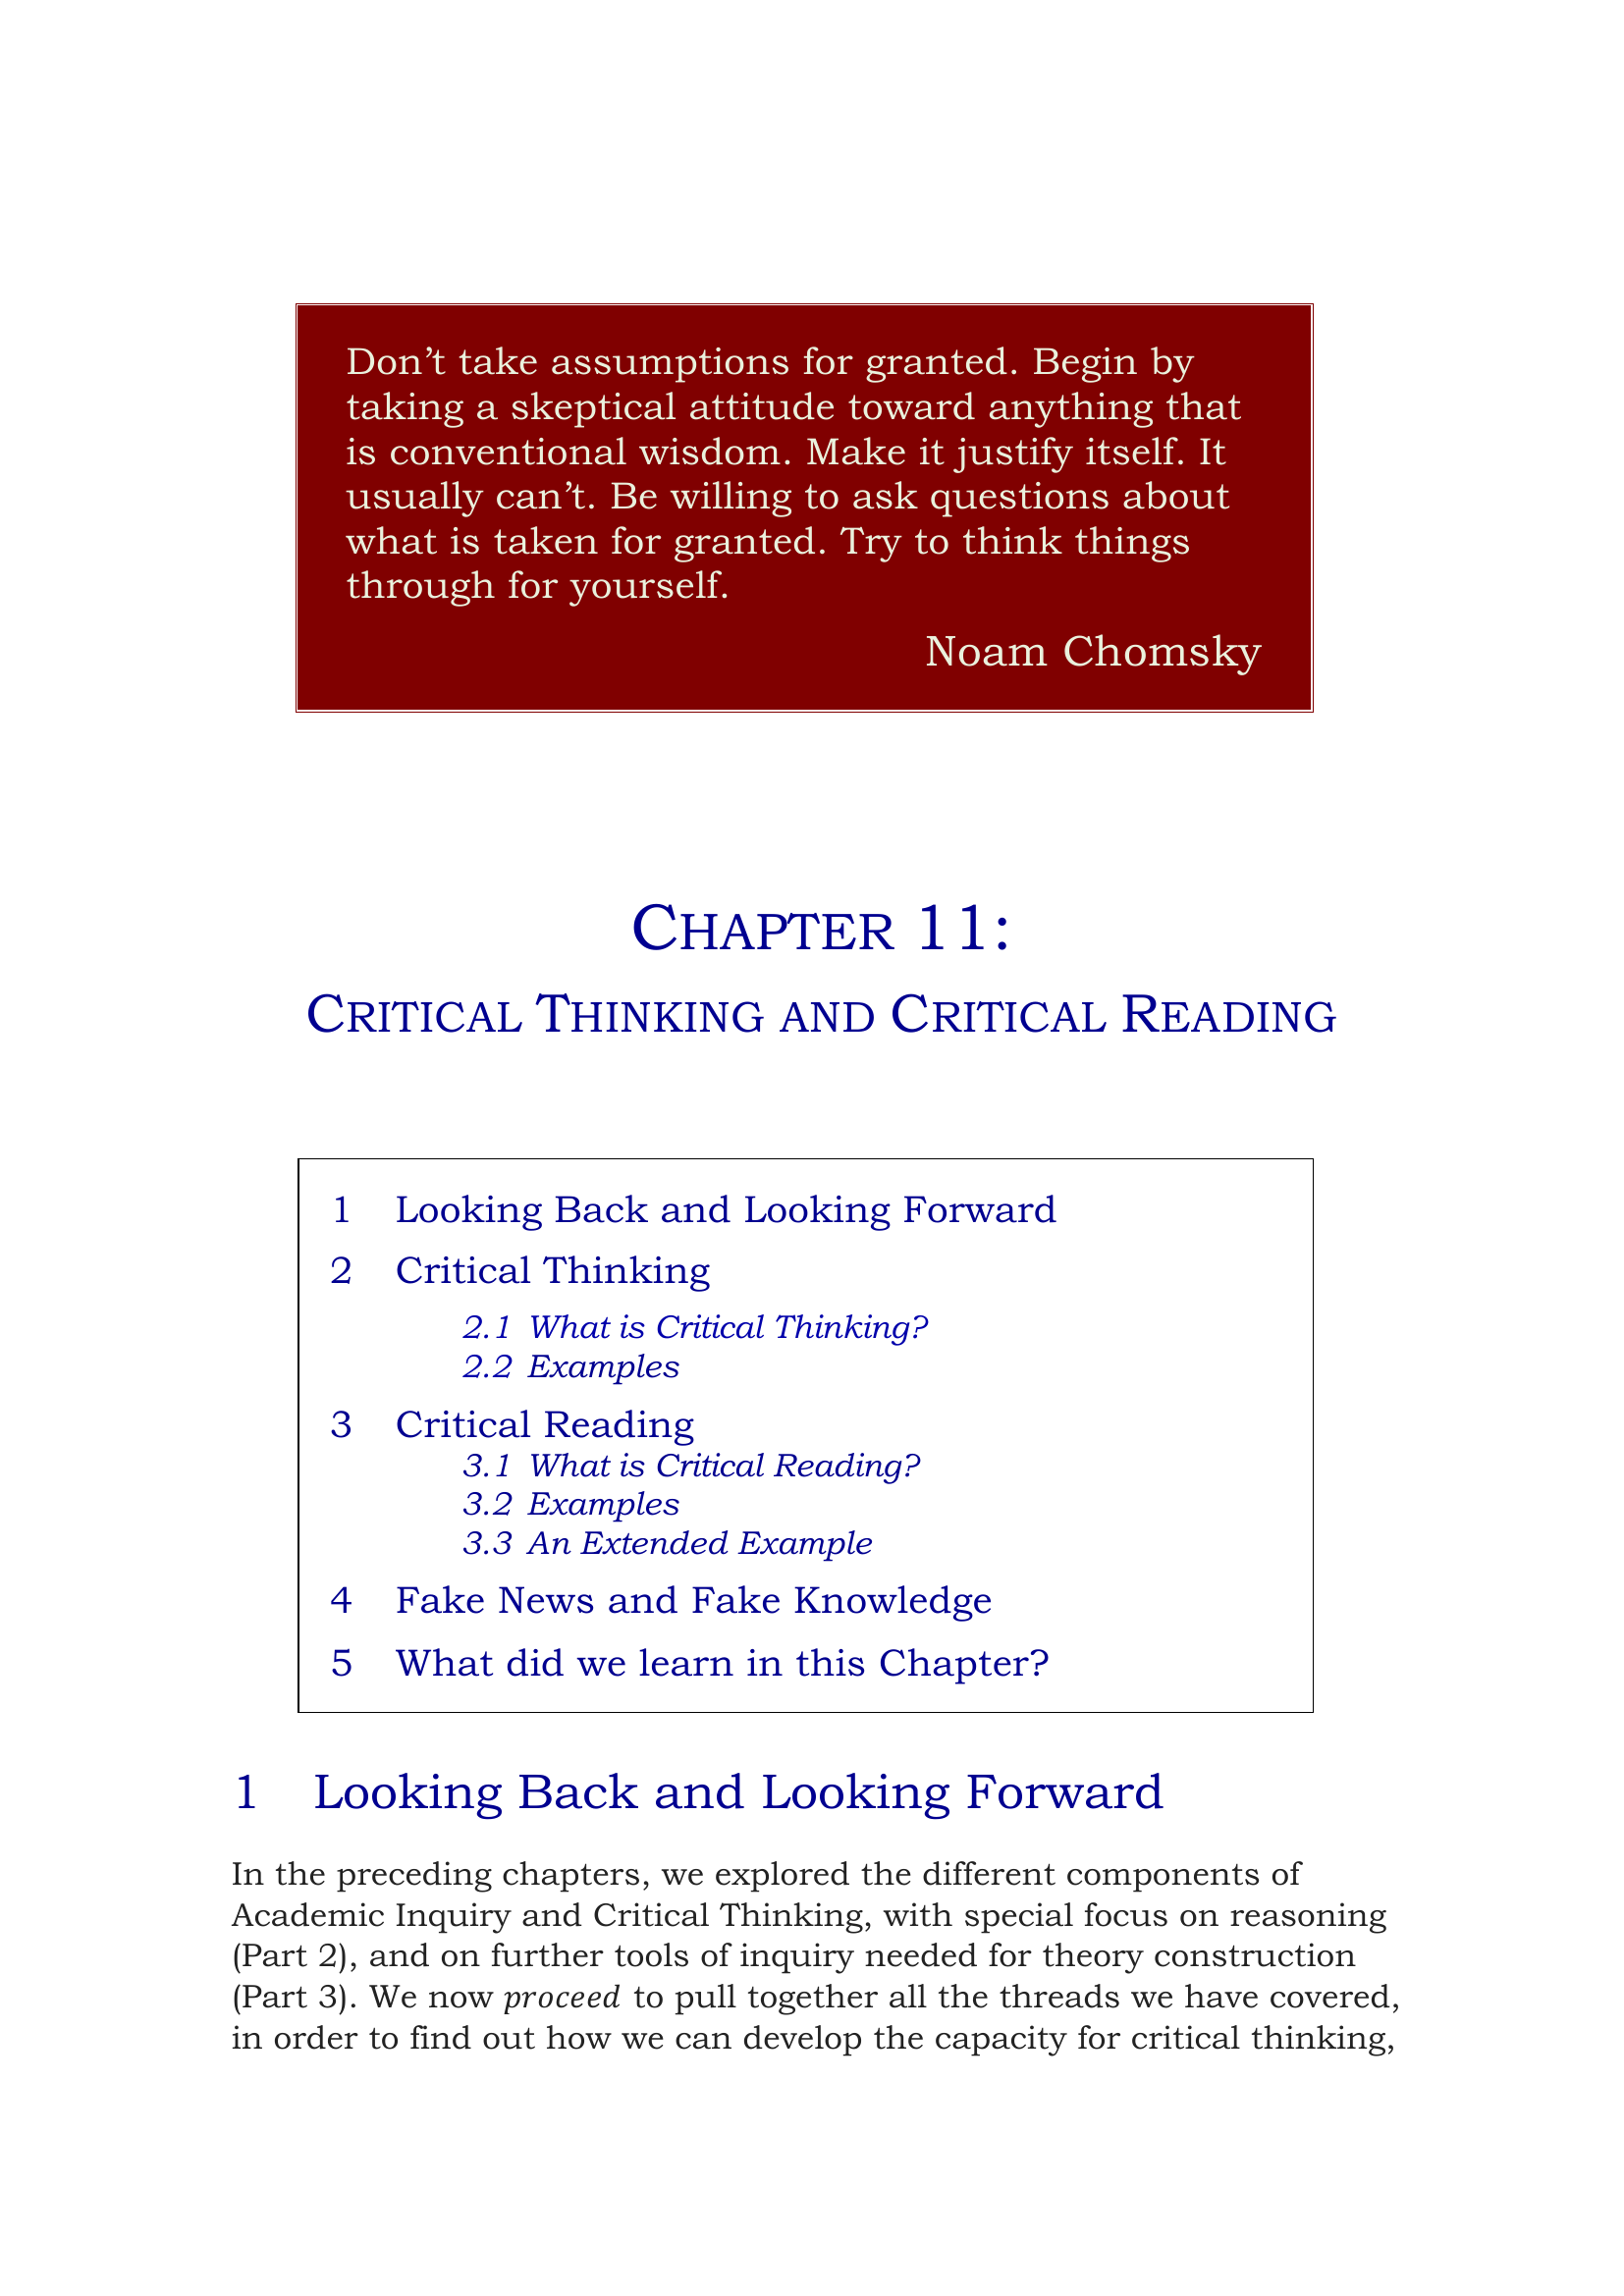 Don’t take assumptions for granted. Begin by
taking a skeptical attitude toward anything that
is conventional wisdom. Make it justify itself. It
usually can’t. Be willing to ask questions about
what is taken for granted. Try to think things
through for yourself.
Noam Chomsky
CHAPTER 11:
CRITICAL THINKING AND CRITICAL READING
1 Looking Back and Looking Forward
2 Critical Thinking
2.1 What is Critical Thinking?
2.2 Examples
3 Critical Reading
3.1 What is Critical Reading?
3.2 Examples
3.3 An Extended Example
4 Fake News and Fake Knowledge
5 What did we learn in this Chapter?
1 Looking Back and Looking Forward
In the preceding chapters, we explored the different components of
Academic Inquiry and Critical Thinking, with special focus on reasoning
(Part 2), and on further tools of inquiry needed for theory construction
(Part 3). We now proceed to pull together all the threads we have covered,
in order to find out how we can develop the capacity for critical thinking,